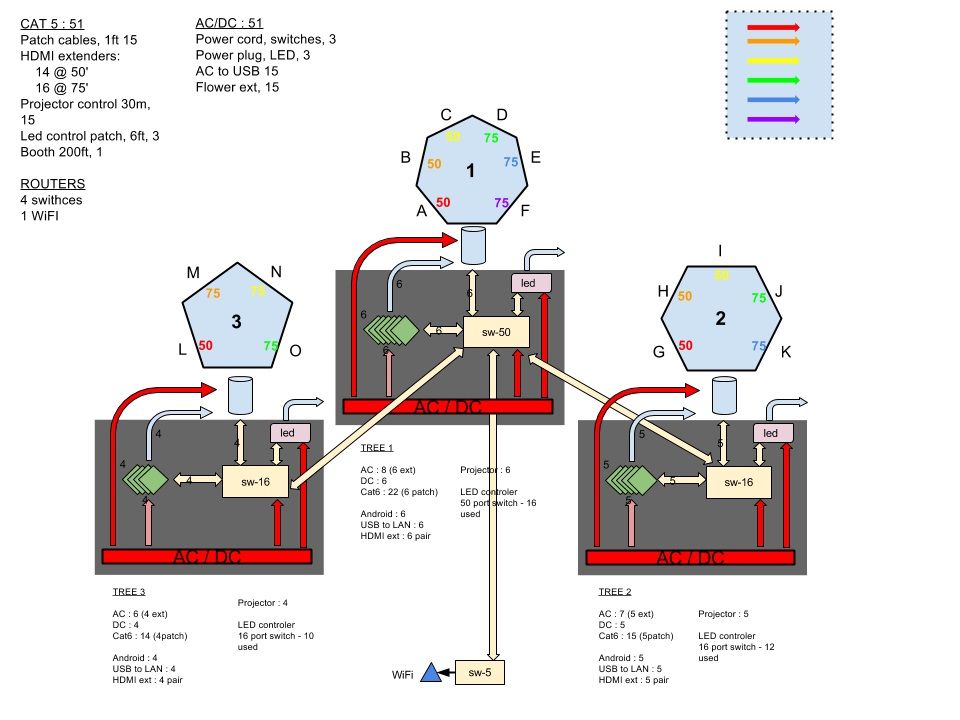 CAT 5 : 51
Patch cables, 1ft 15
HDMI extenders:
14 @ 50'
16 @ 75'
Projector control 30m,
15
Led control patch, 6ft, 3
Booth 200ft, 1
ROUTERS
4 swithces
1 WiFI
AC/DC : 51
Power cord, switches, 3
Power plug, LED, 3
AC to USB 15
Flower ext, 15
C
D
50
75
B
50
1
75
E
50
75
A
F
6
6
led
6
6
sw-50
6
AC / DC
M
N
75
75
3
L
50
75
O
4
4
led
4
4
sw-16
4
AC / DC
I
50
H
50
75
J
2
G
50
75
K
5
5
led
5
5
sw-16
5
AC / DC
TREE 1
AC : 8 (6 ext)
DC : 6
Cat6 : 22 (6 patch)
Android : 6
USB to LAN : 6
HDMI ext : 6 pair
Projector : 6
LED controler
50 port switch - 16
used
TREE 3
AC : 6 (4 ext)
DC : 4
Cat6 : 14 (4patch)
Android : 4
USB to LAN : 4
HDMI ext : 4 pair
Projector : 4
LED controler
16 port switch - 10
used
TREE 2
AC : 7 (5 ext)
DC : 5
Cat6 : 15 (5patch)
Android : 5
USB to LAN : 5
HDMI ext : 5 pair
Projector : 5
LED controler
16 port switch - 12
used
WiFi
sw-5